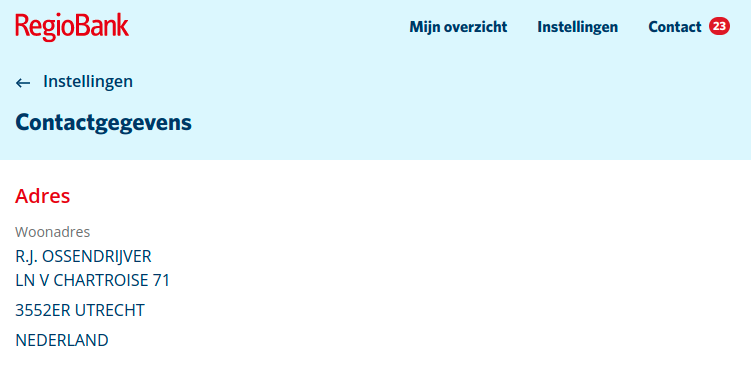 RegioBank
Mijn overzicht
Instellingen
Contact 23
← Instellingen
Contactgegevens
Adres
Woonadres
R.J. OSSENDRIJVER
LN V CHARTROISE 71
3552ER UTRECHT
NEDERLAND